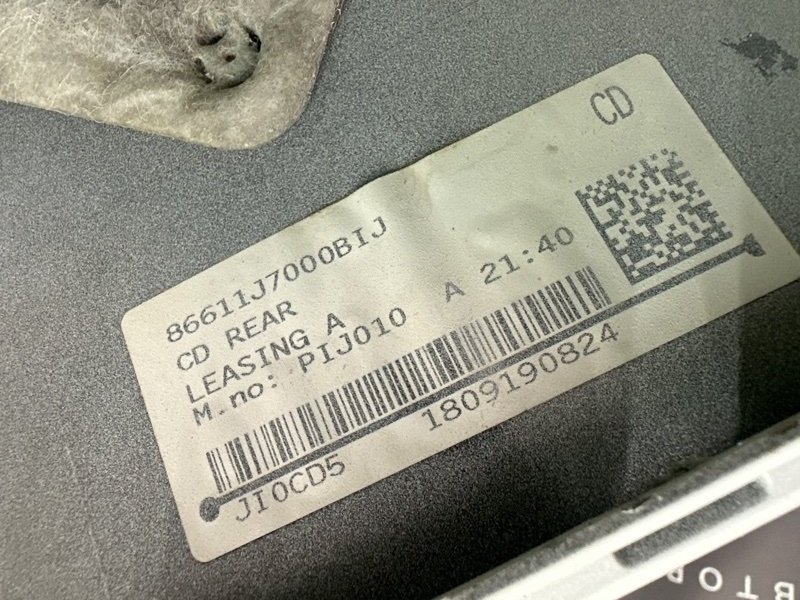 CD
86611J7000BIJ
CD REAR
LEASING A
M.no: PIJ010 A 21:40
JI0CD5 1809190824